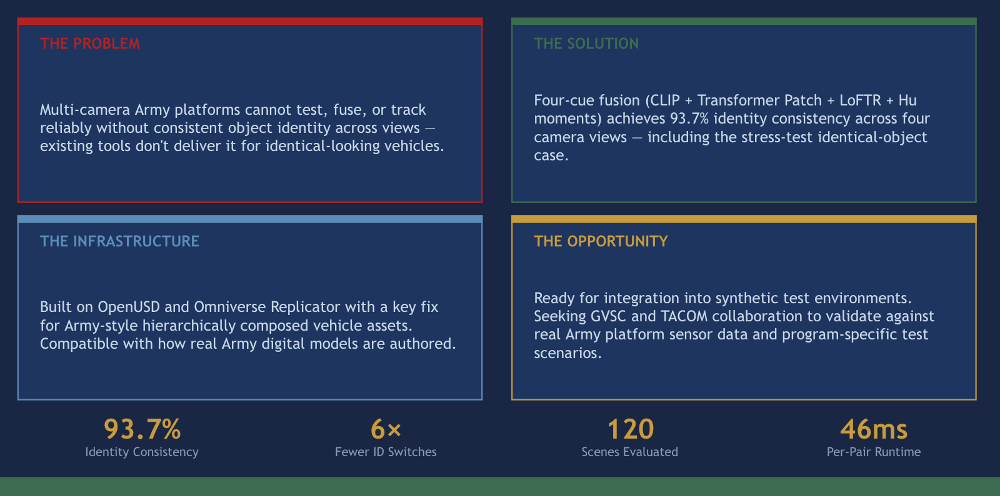 THE PROBLEM
Multi-camera Army platforms cannot test, fuse, or track
reliably without consistent object identity across views —
existing tools don't deliver it for identical-looking vehicles.
THE SOLUTION
Four-cue fusion (CLIP + Transformer Patch + LoFTR + Hu
moments) achieves 93.7% identity consistency across four
camera views — including the stress-test identical-object
case.
THE INFRASTRUCTURE
Built on OpenUSD and Omniverse Replicator with a key fix
for Army-style hierarchically composed vehicle assets.
Compatible with how real Army digital models are authored.
THE OPPORTUNITY
Ready for integration into synthetic test environments.
Seeking GVSC and TACOM collaboration to validate against
real Army platform sensor data and program-specific test
scenarios.
93.7%
Identity Consistency
6×
Fewer ID Switches
120
Scenes Evaluated
46ms
Per-Pair Runtime